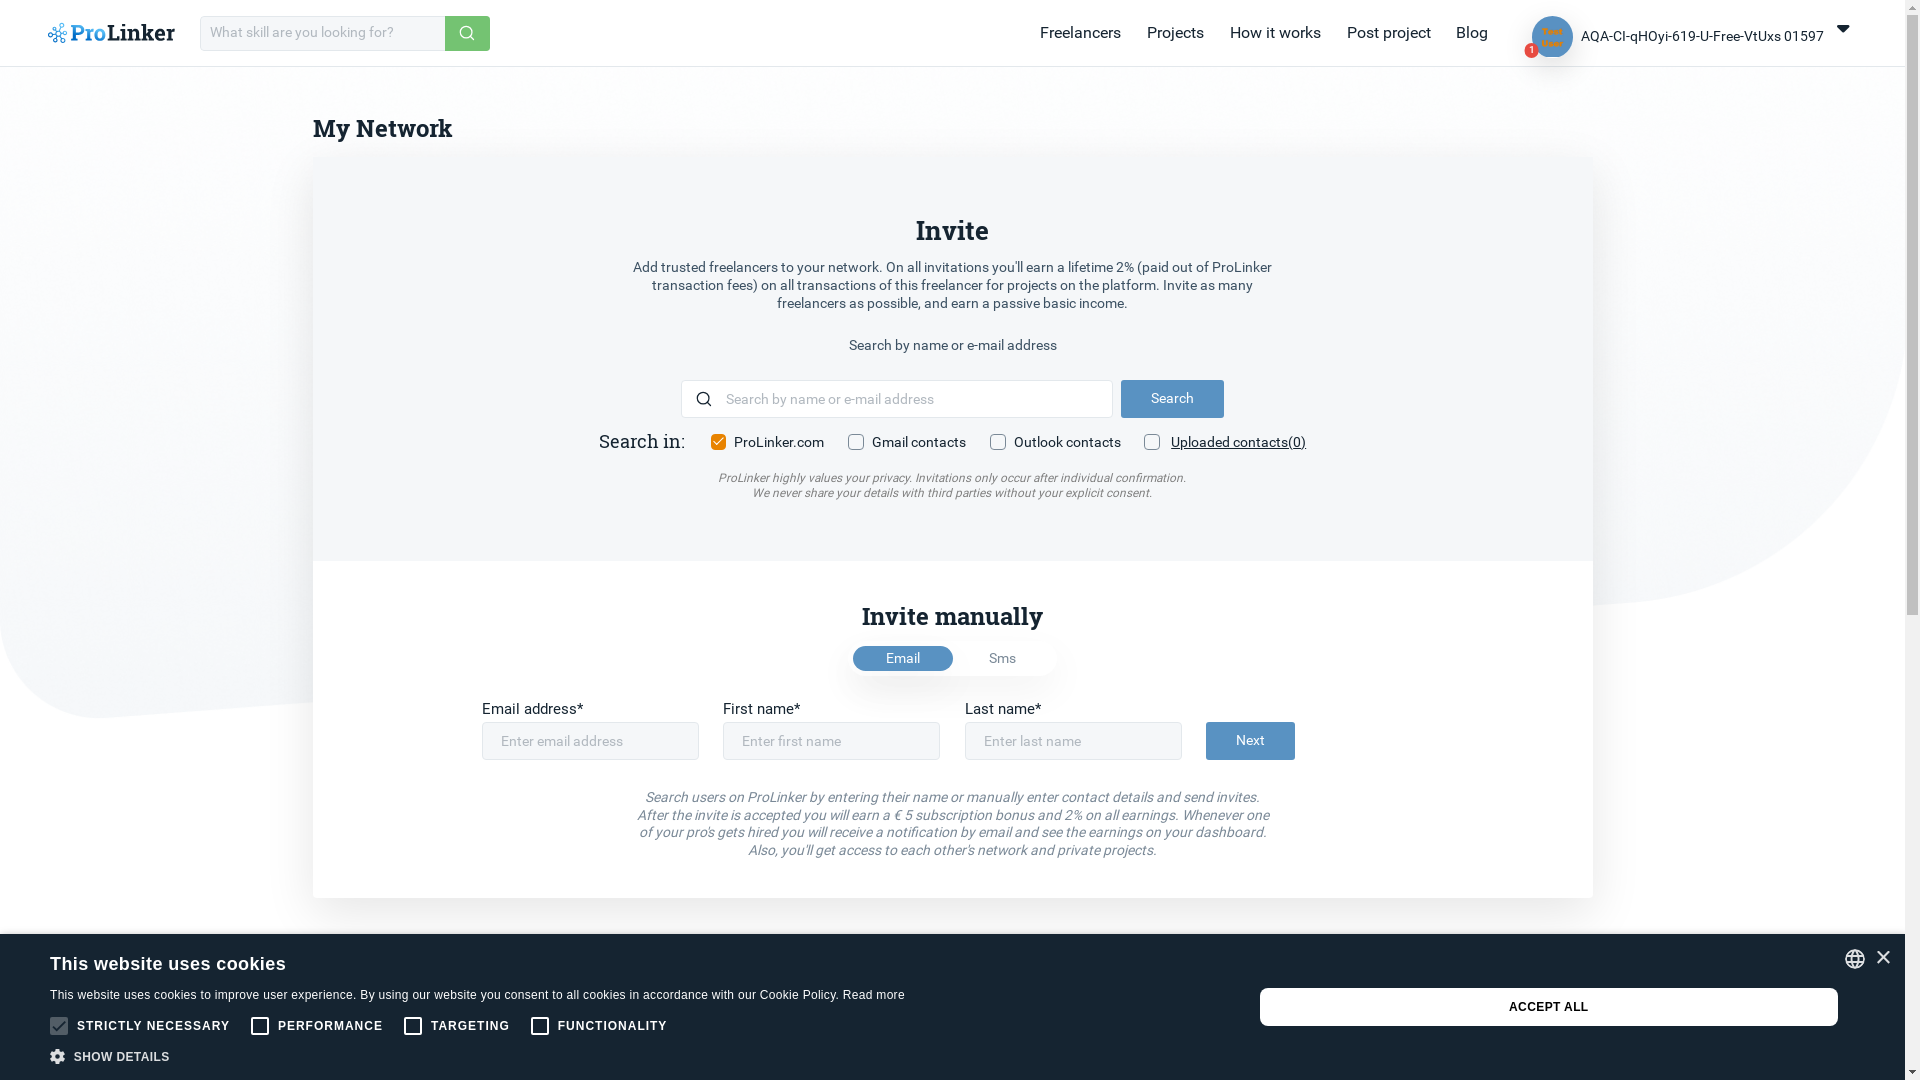 ProLinker
What skill are you looking for?
Freelancers
Projects
How it works
Post project
Blog
Test
User
1
AQA-CI-qHOyi-619-U-Free-VtUxs 01597
My Network
Invite
Add trusted freelancers to your network. On all invitations you'll earn a lifetime 2% (paid out of ProLinker
transaction fees) on all transactions of this freelancer for projects on the platform. Invite as many
freelancers as possible, and earn a passive basic income.
Search by name or e-mail address
Search by name or e-mail address
Search
Search in:
ProLinker.com
Gmail contacts
Outlook contacts
Uploaded contacts(0)
ProLinker highly values your privacy. Invitations only occur after individual confirmation.
We never share your details with third parties without your explicit consent.
Invite manually
Email
Sms
Email address*
First name*
Last name*
Enter email address
Enter first name
Enter last name
Next
Search users on ProLinker by entering their name or manually enter contact details and send invites.
After the invite is accepted you will earn a € 5 subscription bonus and 2% on all earnings. Whenever one
of your pro's gets hired you will receive a notification by email and see the earnings on your dashboard.
Also, you'll get access to each other's network and private projects.
This website uses cookies
This website uses cookies to improve user experience. By using our website you consent to all cookies in accordance with our Cookie Policy. Read more
STRICTLY NECESSARY
PERFORMANCE
TARGETING
FUNCTIONALITY
SHOW DETAILS
ACCEPT ALL